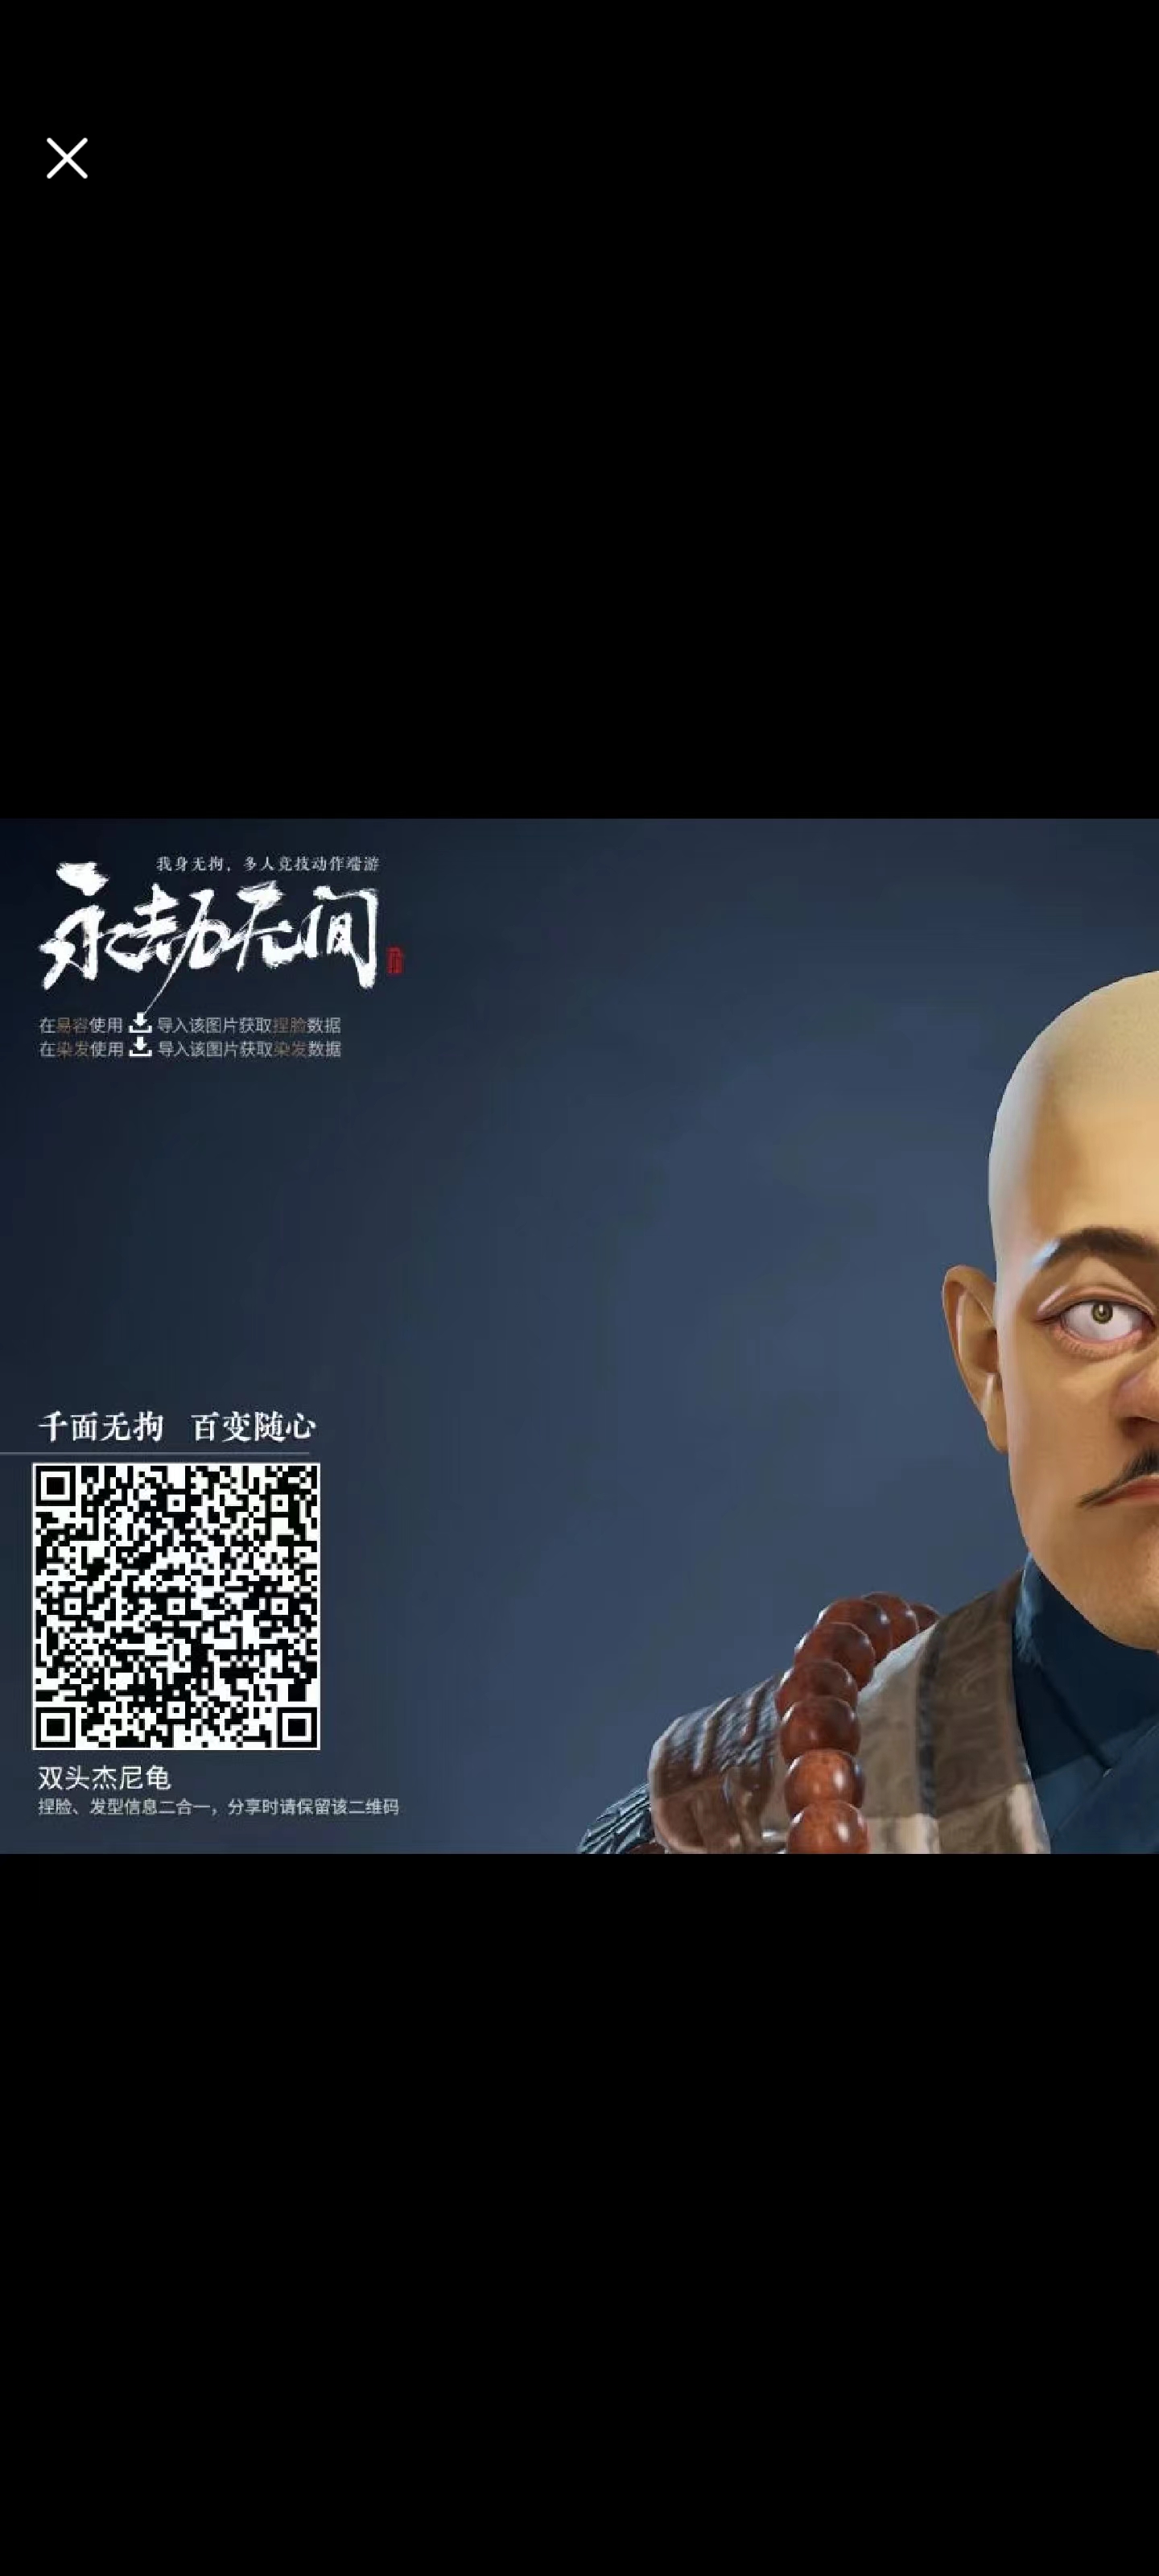 我身无拘，多人竞技动作端游
永劫无间
在易容使用 导入该图片获取捏脸数据
在染发使用 导入该图片获取染发数据
千面无拘 百变随心
双头杰尼龟
捏脸、发型信息二合一，分享时请保留该二维码